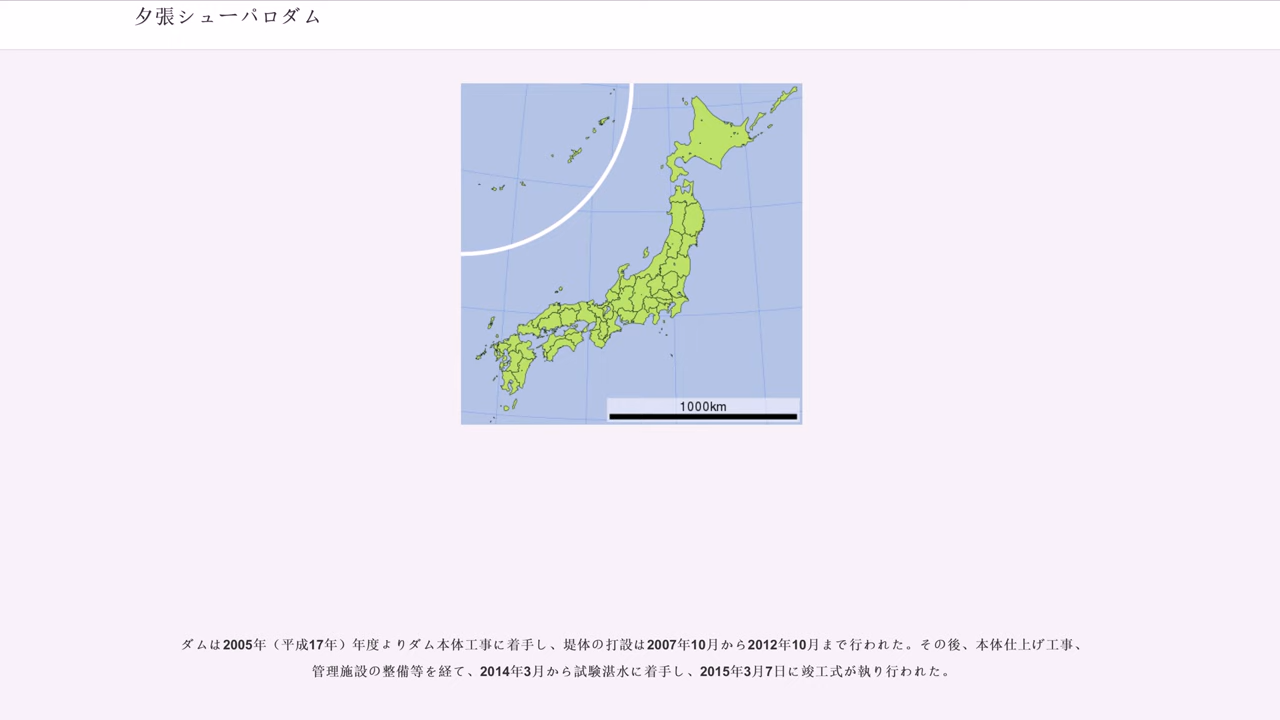 夕張シューパロダム
1000km
ダムは2005年（平成17年）年度よりダム本体工事に着手し、堤体の打設は2007年10月から2012年10月まで行われた。その後、本体仕上げ工事、
管理施設の整備等を経て、2014年3月から試験湛水に着手し、2015年3月7日に竣工式が執り行われた。